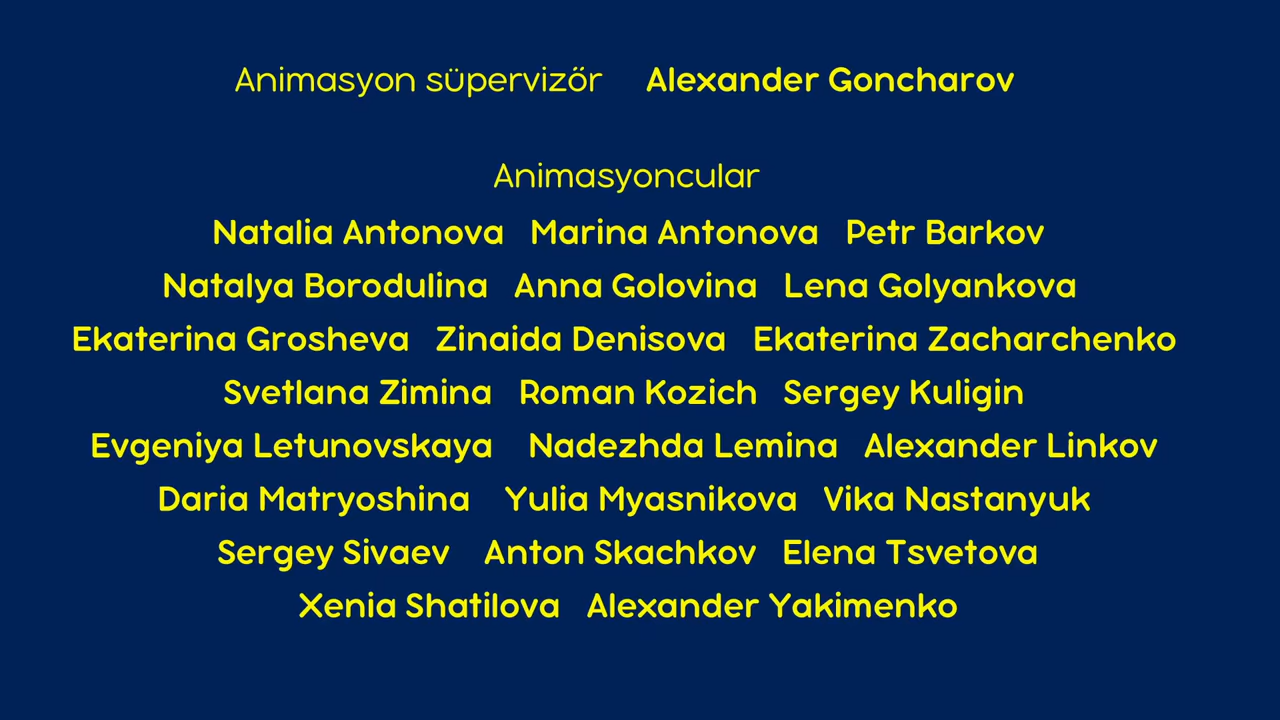 Animasyon süpervizőr Alexander Goncharov
Animasyoncular
Natalia Antonova Marina Antonova Petr Barkov
Natalya Borodulina Anna Golovina Lena Golyankova
Ekaterina Grosheva Zinaida Denisova Ekaterina Zacharchenko
Svetlana Zimina Roman Kozich Sergey Kuligin
Evgeniya Letunovskaya Nadezhda Lemina Alexander Linkov
Daria Matryoshina Yulia Myasnikova Vika Nastanyuk
Sergey Sivaev Anton Skachkov Elena Tsvetova
Xenia Shatilova Alexander Yakimenko